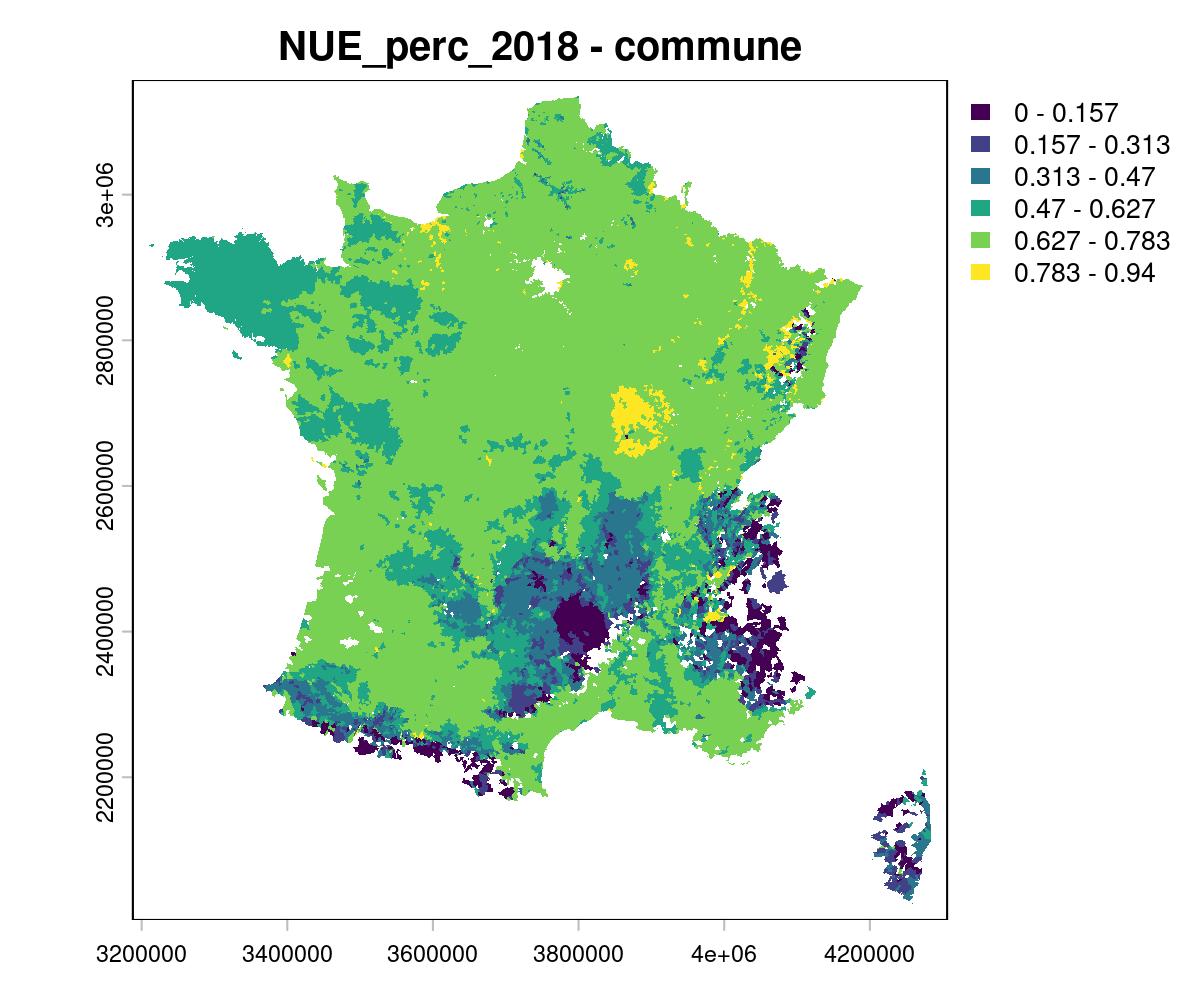 NUE_perc_2018 - commune
0 - 0.157
0.157 - 0.313
0.313 - 0.47
0.47 - 0.627
0.627 - 0.783
0.783 - 0.94
3e+06
2800000
2600000
2400000
2200000
3200000 3400000 3600000 3800000 4e+06 4200000